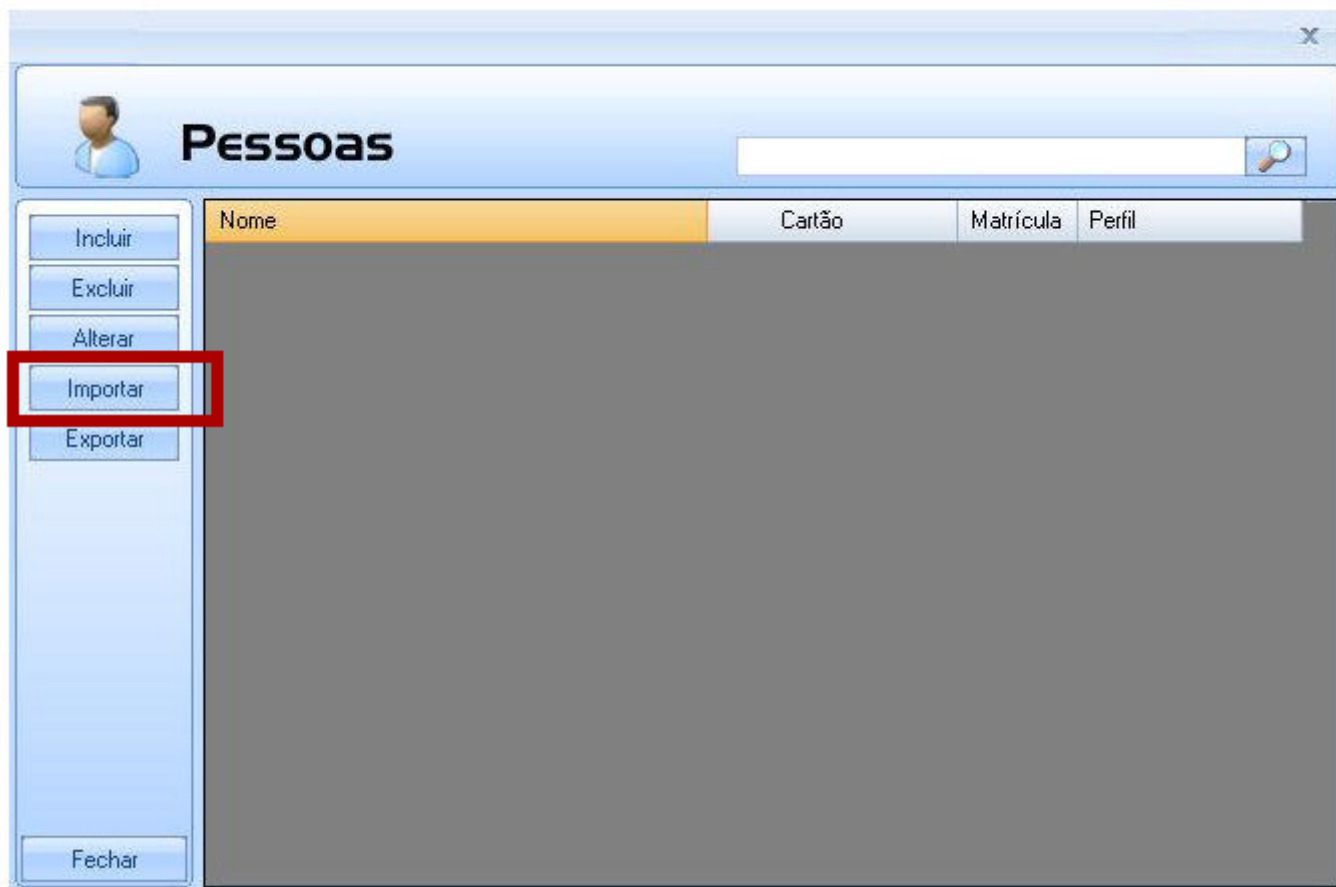 x
Pessoas
Nome Cartão Matrícula Perfil
Incluir
Excluir
Alterar
Importar
Exportar
Fechar